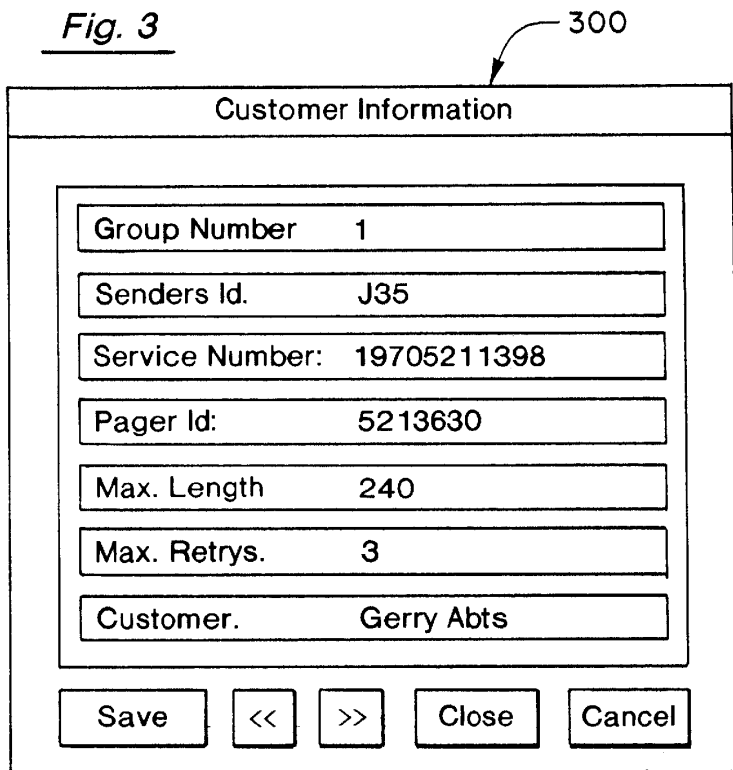 Fig. 3
300
Customer Information
Group Number 1
Senders Id. J35
Service Number: 19705211398
Pager Id: 5213630
Max. Length 240
Max. Retrys. 3
Customer. Gerry Abts
Save << >> Close Cancel